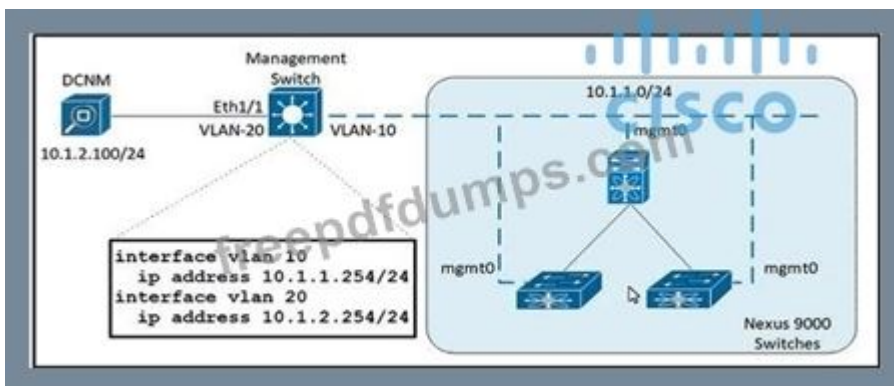 DCNM
10.1.2.100/24
Management
Switch
Eth1/1
VLAN-20
VLAN-10
interface vlan 10
ip address 10.1.1.254/24
interface vlan 20
ip address 10.1.2.254/24
10.1.1.0/24
CISCO
mgmt0
mgmt0
mgmt0
Nexus 9000
Switches
freepdfdumps.com